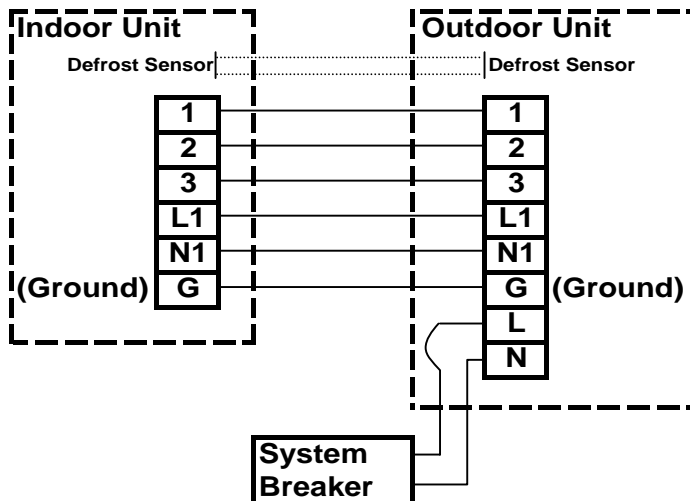 Indoor Unit
Outdoor Unit
Defrost Sensor
Defrost Sensor
1
1
2
2
3
3
L1
L1
N1
N1
(Ground) G
G (Ground)
L
N
System
Breaker